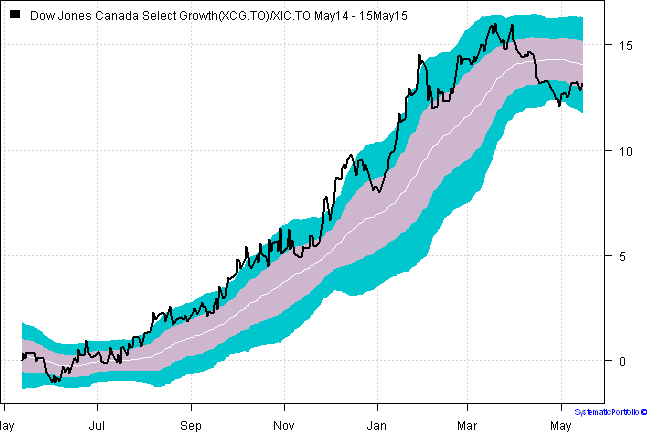 Dow Jones Canada Select Growth(XCG.TO)/XIC.TO May14 - 15May15
15
10
5
0
lay Jul Sep Nov Jan Mar May
SystematicPortfolio ©